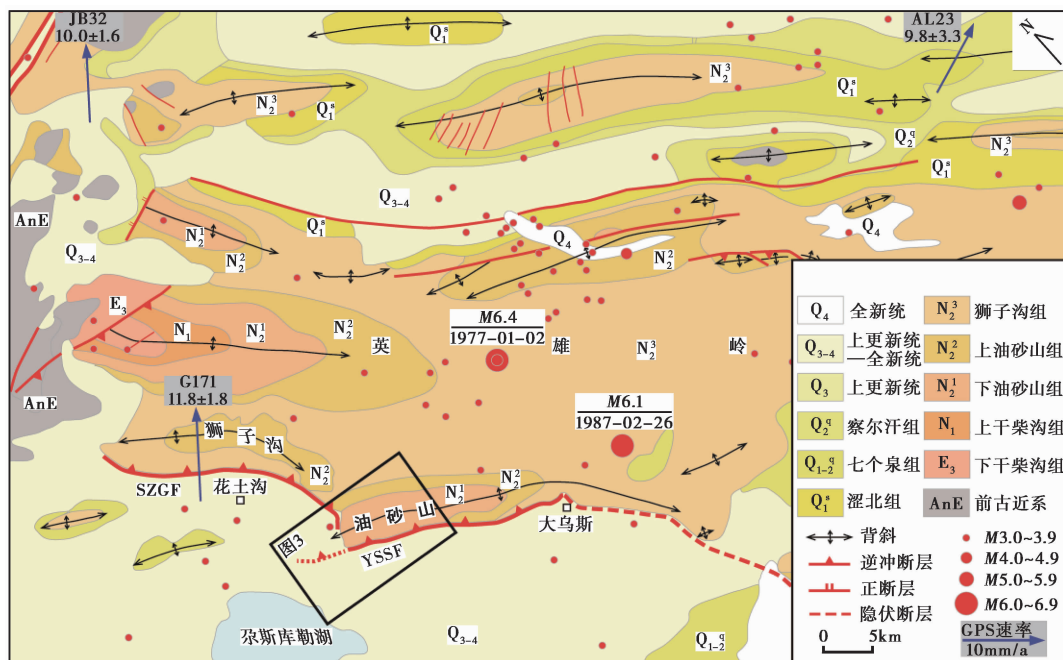 JB32
10.0±1.6
AL23
9.8±3.3
N
Q₁ˢ
N₂³
Q₁ˢ
N₂³
Q₁ˢ
Q₂q
N₂³
Q₁ˢ
AnE
Q₃₋₄
N₂¹
Q₁ˢ
Q₃₋₄
Q₄
Q₄
N₂²
N₂²
Q₃₋₄
E₃
N₁
N₂¹
N₂²
英
雄
岭
N₂³
M6.4
1977-01-02
M6.1
1987-02-26
AnE
G171
11.8±1.8
狮子沟
N₂²
SZGF
花土沟
油砂山
N₂¹
N₂²
大乌斯
图3
YSSF
尕斯库勒湖
Q₃₋₄
Q₁₋₂q
Q₄ 全新统
Q₃₋₄ 上更新统
—全新统
Q₃ 上更新统
Q₂q 察尔汗组
Q₁₋₂q 七个泉组
Q₁ˢ 涩北组
N₂³ 狮子沟组
N₂² 上油砂山组
N₂¹ 下油砂山组
N₁ 上干柴沟组
E₃ 下干柴沟组
AnE 前古近系
背斜
逆冲断层
正断层
隐伏断层
0 5km
M3.0~3.9
M4.0~4.9
M5.0~5.9
M6.0~6.9
GPS速率
10mm/a